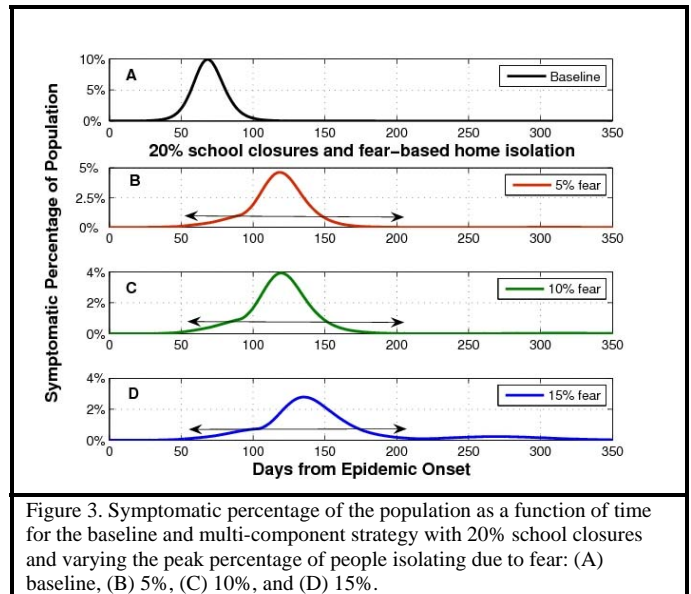 Symptomatic Percentage of Population
10%
5%
0%
A
Baseline
0 50 100 150 200 250 300 350
20% school closures and fear-based home isolation
5%
2.5%
0%
B
5% fear
0 50 100 150 200 250 300 350
4%
2%
0%
C
10% fear
0 50 100 150 200 250 300 350
4%
2%
0%
D
15% fear
0 50 100 150 200 250 300 350
Days from Epidemic Onset
Figure 3. Symptomatic percentage of the population as a function of time
for the baseline and multi-component strategy with 20% school closures
and varying the peak percentage of people isolating due to fear: (A)
baseline, (B) 5%, (C) 10%, and (D) 15%.